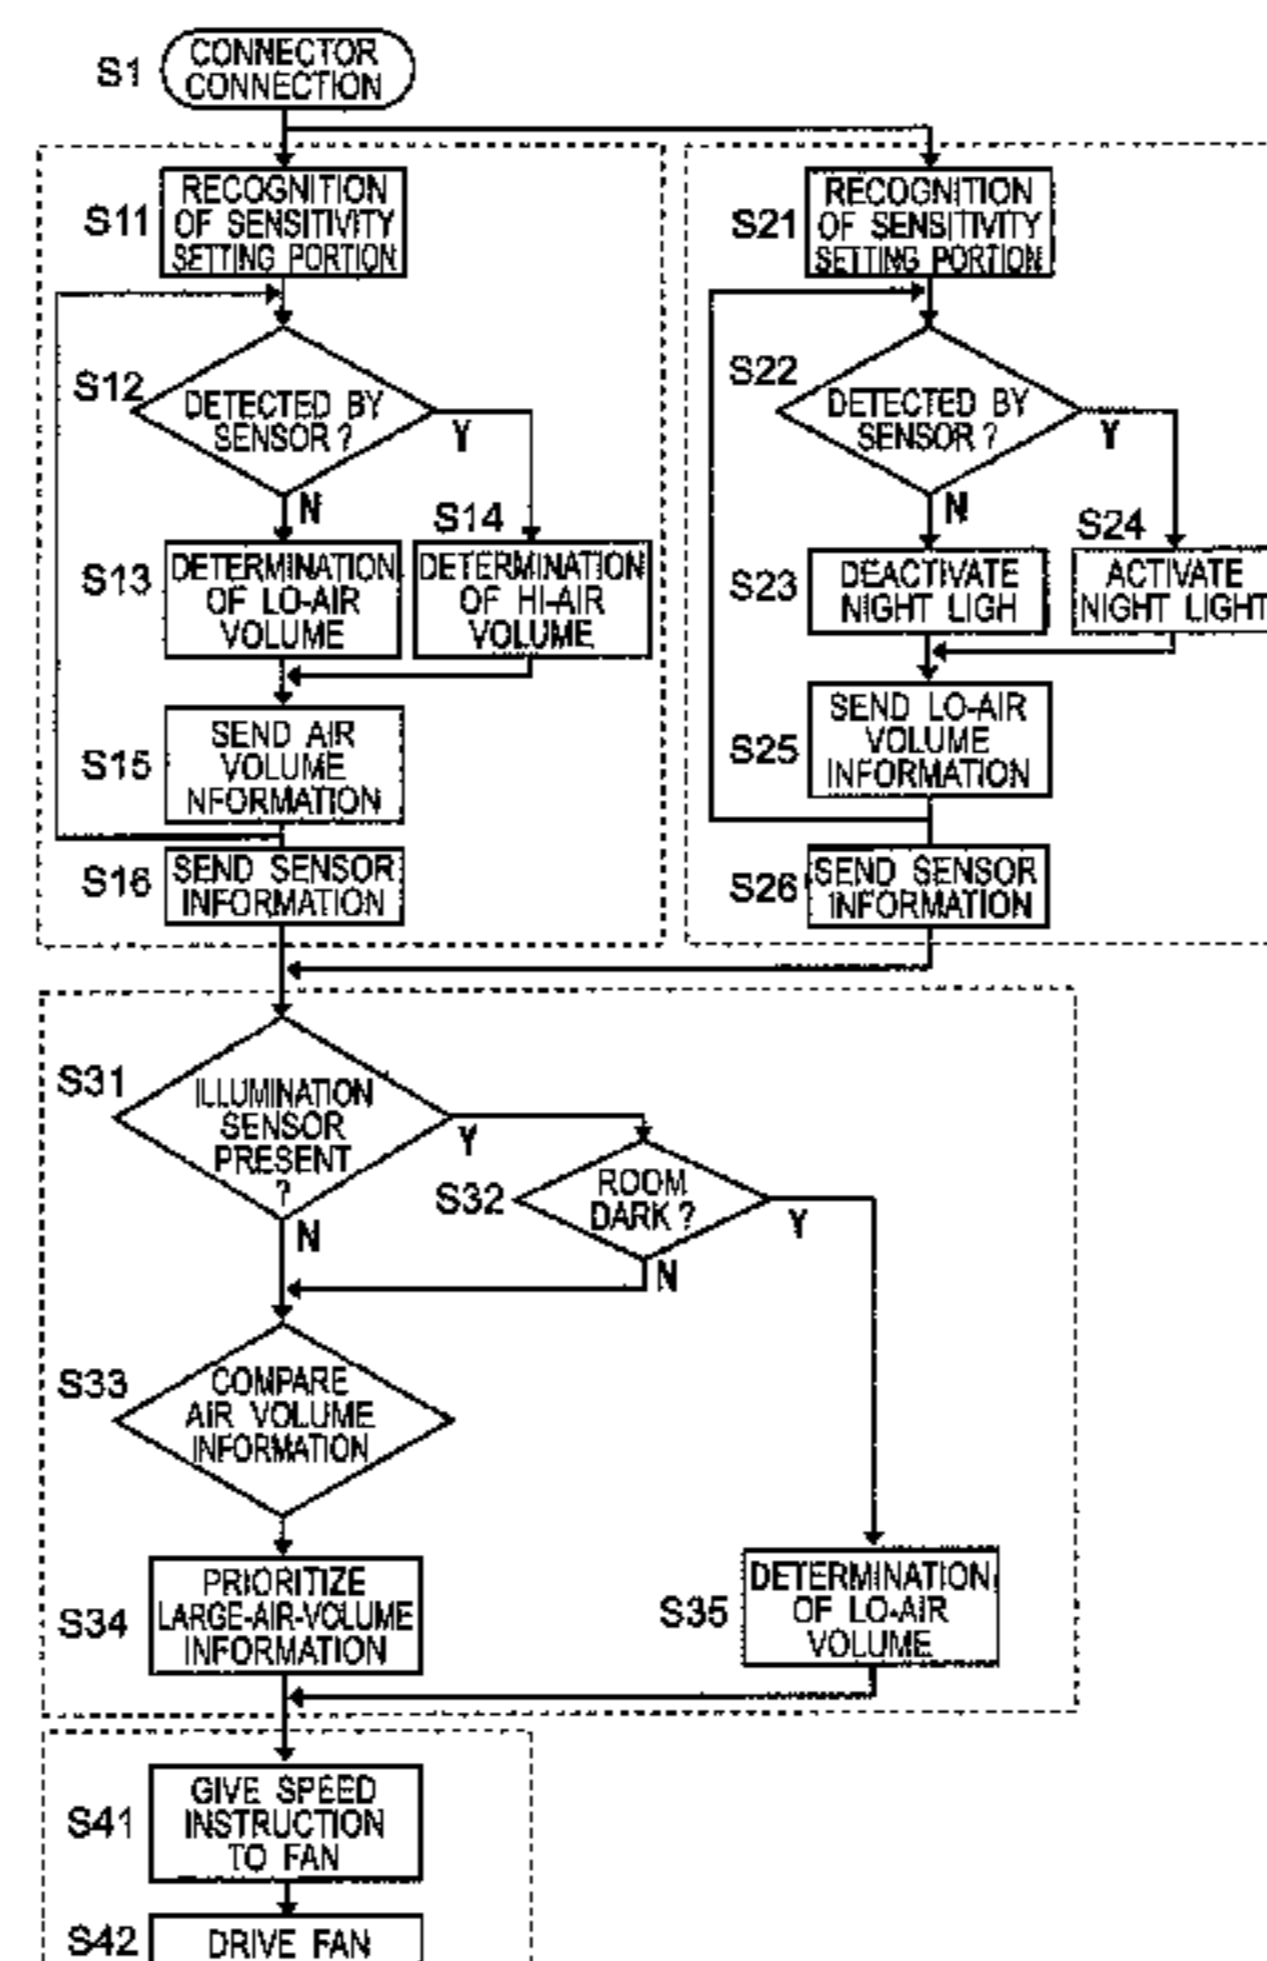 S1
CONNECTOR
CONNECTION
S11
RECOGNITION
OF SENSITIVITY
SETTING PORTION
S12
DETECTED BY
SENSOR?
Y
N
S13
DETERMINATION
OF LO-AIR
VOLUME
S14
DETERMINATION
OF HI-AIR
VOLUME
S15
SEND AIR
VOLUME
NFORMATION
S16
SEND SENSOR
INFORMATION
S21
RECOGNITION
OF SENSITIVITY
SETTING PORTION
S22
DETECTED BY
SENSOR?
Y
N
S23
DEACTIVATE
NIGHT LIGH
S24
ACTIVATE
NIGHT LIGHT
S25
SEND LO-AIR
VOLUME
INFORMATION
S26
SEND SENSOR
INFORMATION
S31
ILLUMINATION
SENSOR
PRESENT
?
Y
N
S32
ROOM
DARK?
Y
N
S33
COMPARE
AIR VOLUME
INFORMATION
S34
PRIORITIZE
LARGE-AIR-VOLUME
INFORMATION
S35
DETERMINATION
OF LO-AIR
VOLUME
S41
GIVE SPEED
INSTRUCTION
TO FAN
S42
DRIVE FAN